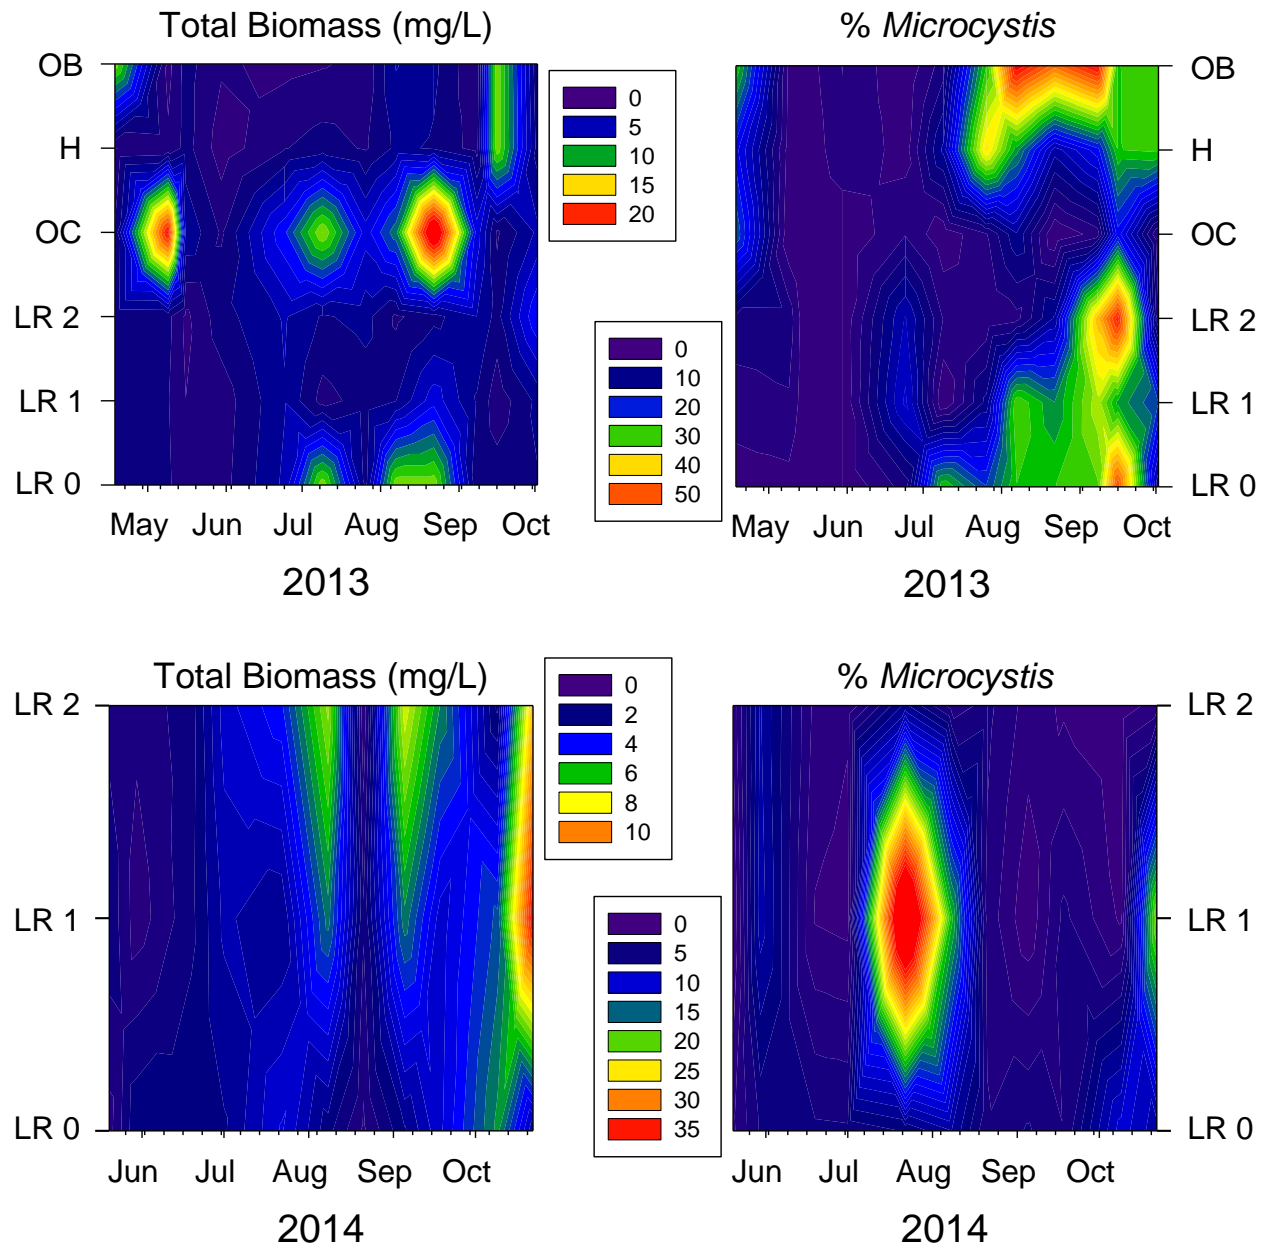 Total Biomass (mg/L)
% Microcystis
OB
H
OC
LR 2
LR 1
LR 0
0
5
10
15
20
0
10
20
30
40
50
OB
H
OC
LR 2
LR 1
LR 0
May Jun Jul Aug Sep Oct
May Jun Jul Aug Sep Oct
2013
2013
Total Biomass (mg/L)
% Microcystis
LR 2
LR 1
LR 0
0
2
4
6
8
10
0
5
10
15
20
25
30
35
LR 2
LR 1
LR 0
Jun Jul Aug Sep Oct
Jun Jul Aug Sep Oct
2014
2014